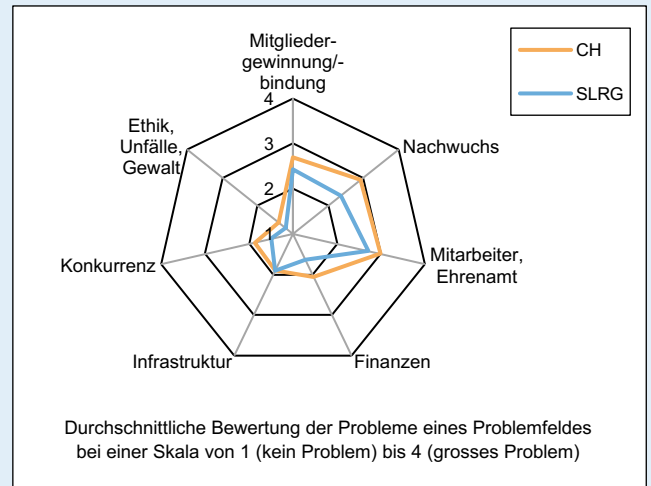 Mitglieder-
gewinnung/-
bindung
4
3
2
1
Nachwuchs
Mitarbeiter,
Ehrenamt
Finanzen
Infrastruktur
Konkurrenz
Ethik,
Unfälle,
Gewalt
CH
SLRG
Durchschnittliche Bewertung der Probleme eines Problemfeldes
bei einer Skala von 1 (kein Problem) bis 4 (grosses Problem)